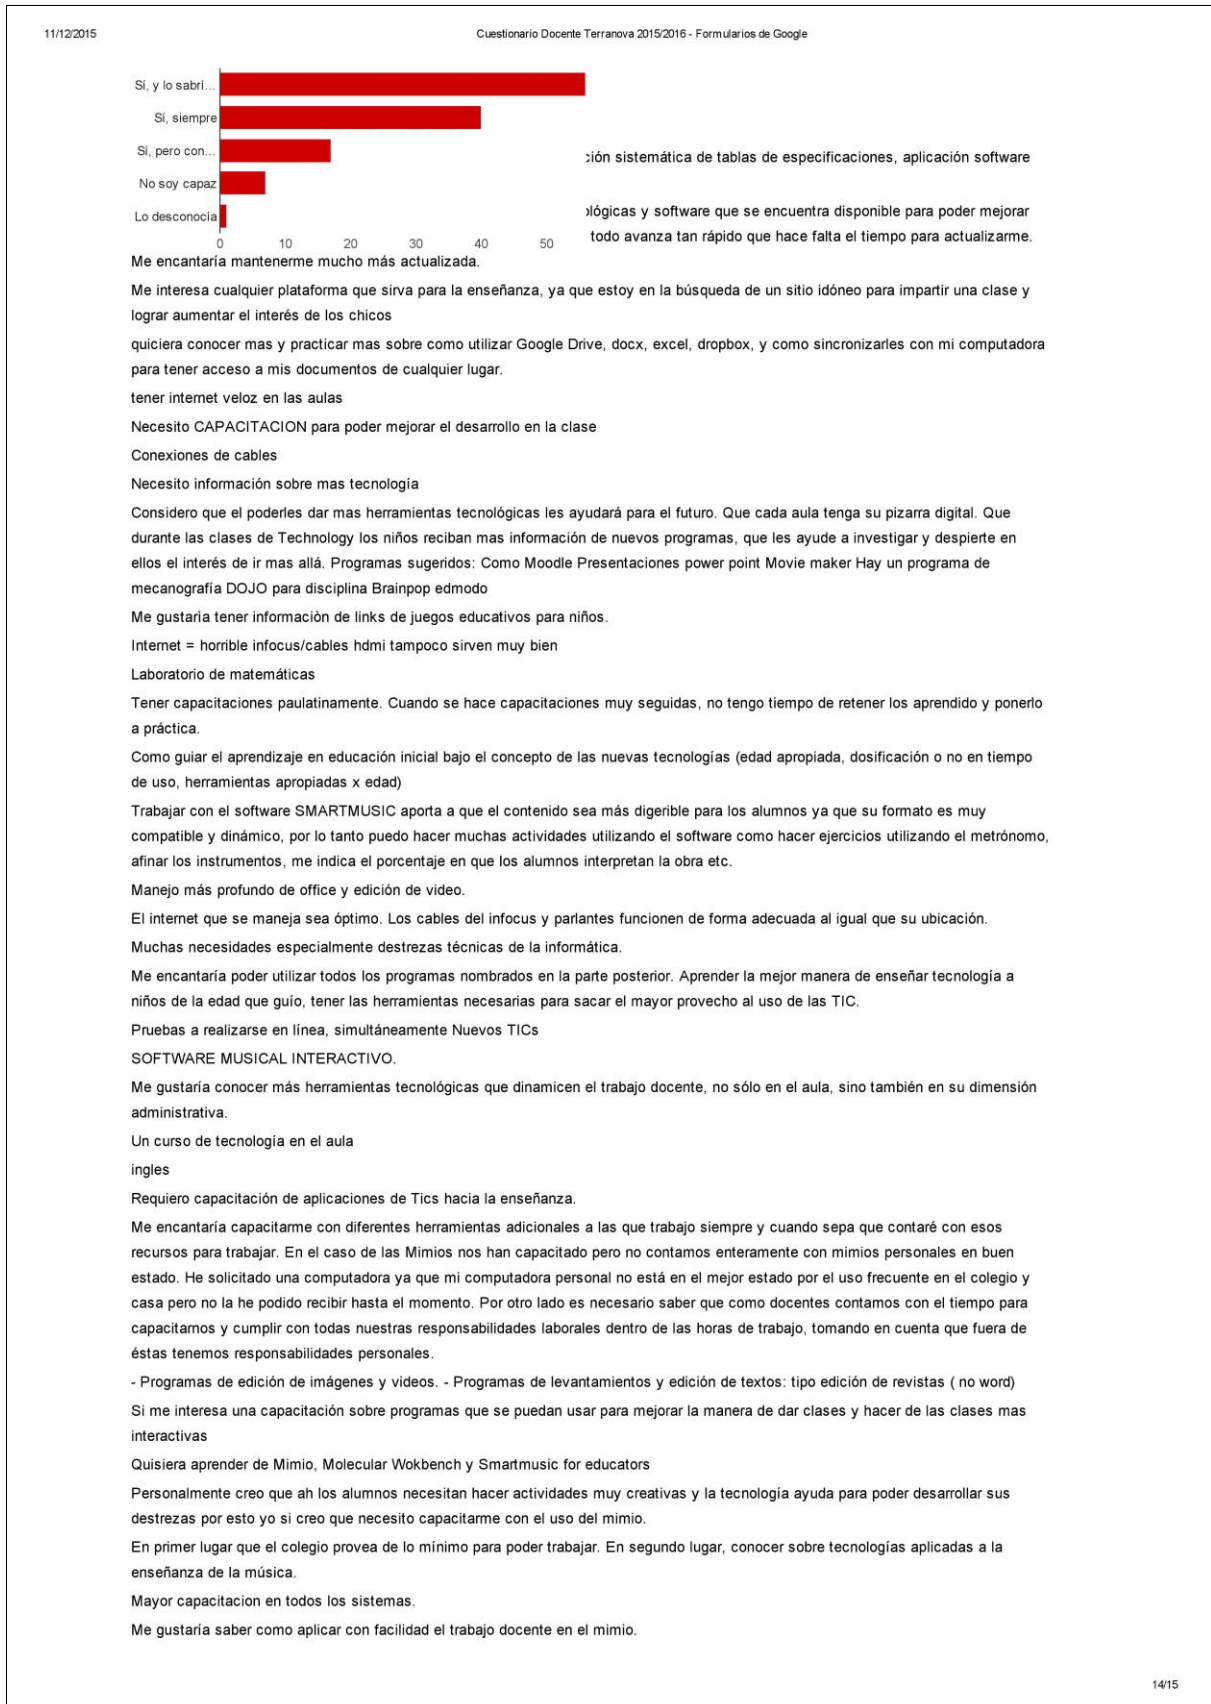 11/12/2015
Cuestionario Docente Terranova 2015/2016 - Formularios de Google
Sí, y lo sabrí...
Sí, siempre
Sí, pero con...
No soy capaz
Lo desconocía
0 10 20 30 40 50
ción sistemática de tablas de especificaciones, aplicación software
ológicas y software que se encuentra disponible para poder mejorar
todo avanza tan rápido que hace falta el tiempo para actualizarme.
Me encantaría mantenerme mucho más actualizada.
Me interesa cualquier plataforma que sirva para la enseñanza, ya que estoy en la búsqueda de un sitio idóneo para impartir una clase y
lograr aumentar el interés de los chicos
quiciera conocer mas y practicar mas sobre como utilizar Google Drive, docx, excel, dropbox, y como sincronizarles con mi computadora
para tener acceso a mis documentos de cualquier lugar.
tener internet veloz en las aulas
Necesito CAPACITACION para poder mejorar el desarrollo en la clase
Conexiones de cables
Necesito información sobre mas tecnología
Considero que el poderles dar mas herramientas tecnológicas les ayudará para el futuro. Que cada aula tenga su pizarra digital. Que
durante las clases de Technology los niños reciban mas información de nuevos programas, que les ayude a investigar y despierte en
ellos el interés de ir mas allá. Programas sugeridos: Como Moodle Presentaciones power point Movie maker Hay un programa de
mecanografía DOJO para disciplina Brainpop edmodo
Me gustarìa tener informaciòn de links de juegos educativos para niños.
Internet = horrible infocus/cables hdmi tampoco sirven muy bien
Laboratorio de matemáticas
Tener capacitaciones paulatinamente. Cuando se hace capacitaciones muy seguidas, no tengo tiempo de retener los aprendido y ponerlo
a práctica.
Como guiar el aprendizaje en educación inicial bajo el concepto de las nuevas tecnologías (edad apropiada, dosificación o no en tiempo
de uso, herramientas apropiadas x edad)
Trabajar con el software SMARTMUSIC aporta a que el contenido sea más digerible para los alumnos ya que su formato es muy
compatible y dinámico, por lo tanto puedo hacer muchas actividades utilizando el software como hacer ejercicios utilizando el metrónomo,
afinar los instrumentos, me indica el porcentaje en que los alumnos interpretan la obra etc.
Manejo más profundo de office y edición de video.
El internet que se maneja sea óptimo. Los cables del infocus y parlantes funcionen de forma adecuada al igual que su ubicación.
Muchas necesidades especialmente destrezas técnicas de la informática.
Me encantaría poder utilizar todos los programas nombrados en la parte posterior. Aprender la mejor manera de enseñar tecnología a
niños de la edad que guío, tener las herramientas necesarias para sacar el mayor provecho al uso de las TIC.
Pruebas a realizarse en línea, simultáneamente Nuevos TICs
SOFTWARE MUSICAL INTERACTIVO.
Me gustaría conocer más herramientas tecnológicas que dinamicen el trabajo docente, no sólo en el aula, sino también en su dimensión
administrativa.
Un curso de tecnología en el aula
ingles
Requiero capacitación de aplicaciones de Tics hacia la enseñanza.
Me encantaría capacitarme con diferentes herramientas adicionales a las que trabajo siempre y cuando sepa que contaré con esos
recursos para trabajar. En el caso de las Mimios nos han capacitado pero no contamos enteramente con mimios personales en buen
estado. He solicitado una computadora ya que mi computadora personal no está en el mejor estado por el uso frecuente en el colegio y
casa pero no la he podido recibir hasta el momento. Por otro lado es necesario saber que como docentes contamos con el tiempo para
capacitarnos y cumplir con todas nuestras responsabilidades laborales dentro de las horas de trabajo, tomando en cuenta que fuera de
éstas tenemos responsabilidades personales.
- Programas de edición de imágenes y videos. - Programas de levantamientos y edición de textos: tipo edición de revistas ( no word)
Si me interesa una capacitación sobre programas que se puedan usar para mejorar la manera de dar clases y hacer de las clases mas
interactivas
Quisiera aprender de Mimio, Molecular Wokbench y Smartmusic for educators
Personalmente creo que ah los alumnos necesitan hacer actividades muy creativas y la tecnología ayuda para poder desarrollar sus
destrezas por esto yo si creo que necesito capacitarme con el uso del mimio.
En primer lugar que el colegio provea de lo mínimo para poder trabajar. En segundo lugar, conocer sobre tecnologías aplicadas a la
enseñanza de la música.
Mayor capacitacion en todos los sistemas.
Me gustaría saber como aplicar con facilidad el trabajo docente en el mimio.
14/15